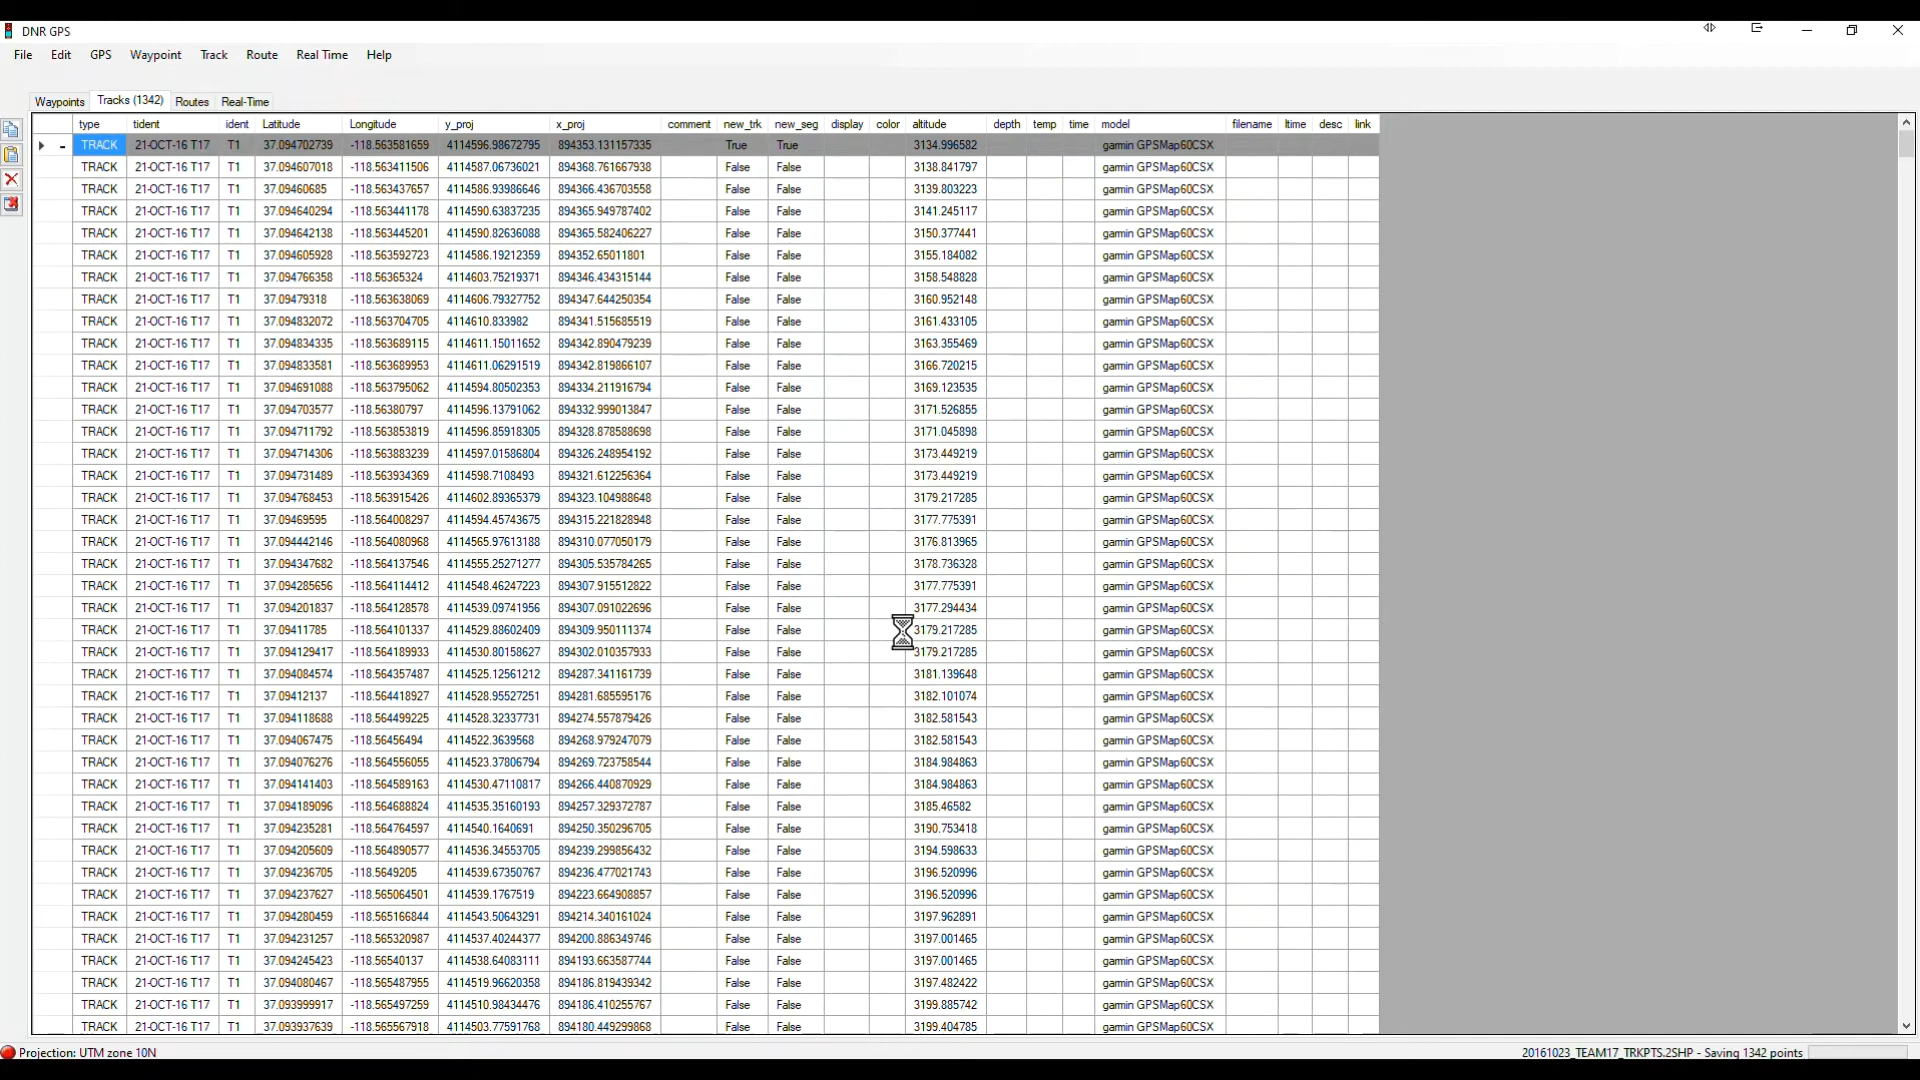 DNR GPS
File Edit GPS Waypoint Track Route Real Time Help
Waypoints Tracks (1342) Routes Real-Time
type tident ident Latitude Longitude y_proj x_proj comment new_trk new_seg display color altitude depth temp time model filename ltime desc link
TRACK 21-OCT-16 T17 T1 37.094702739 -118.563581659 4114596.98672795 894353.131157335 True True 3134.996582 garmin GPSMap60CSX
TRACK 21-OCT-16 T17 T1 37.094607018 -118.563411506 4114587.06736021 894368.761667938 False False 3138.841797 garmin GPSMap60CSX
TRACK 21-OCT-16 T17 T1 37.09460685 -118.563437657 4114586.93986646 894366.436703558 False False 3139.803223 garmin GPSMap60CSX
TRACK 21-OCT-16 T17 T1 37.094640294 -118.563441178 4114590.63837235 894365.949787402 False False 3141.245117 garmin GPSMap60CSX
TRACK 21-OCT-16 T17 T1 37.094642138 -118.563445201 4114590.82636088 894365.582406227 False False 3150.377441 garmin GPSMap60CSX
TRACK 21-OCT-16 T17 T1 37.094605928 -118.563592723 4114586.19212359 894352.65011801 False False 3155.184082 garmin GPSMap60CSX
TRACK 21-OCT-16 T17 T1 37.094766358 -118.56365324 4114603.75219371 894346.434315144 False False 3158.548828 garmin GPSMap60CSX
TRACK 21-OCT-16 T17 T1 37.09479318 -118.563638069 4114606.79327752 894347.644250354 False False 3160.952148 garmin GPSMap60CSX
TRACK 21-OCT-16 T17 T1 37.094832072 -118.563704705 4114610.833982 894341.515685519 False False 3161.433105 garmin GPSMap60CSX
TRACK 21-OCT-16 T17 T1 37.094834335 -118.563689115 4114611.15011652 894342.890479239 False False 3163.355469 garmin GPSMap60CSX
TRACK 21-OCT-16 T17 T1 37.094833581 -118.563689953 4114611.06291519 894342.819866107 False False 3166.720215 garmin GPSMap60CSX
TRACK 21-OCT-16 T17 T1 37.094691088 -118.563795062 4114594.80502353 894334.211916794 False False 3169.123535 garmin GPSMap60CSX
TRACK 21-OCT-16 T17 T1 37.094703577 -118.56380797 4114596.13791062 894332.999013847 False False 3171.526855 garmin GPSMap60CSX
TRACK 21-OCT-16 T17 T1 37.094711792 -118.563853819 4114596.85918305 894328.878588698 False False 3171.045898 garmin GPSMap60CSX
TRACK 21-OCT-16 T17 T1 37.094714306 -118.563883239 4114597.01586804 894326.248954192 False False 3173.449219 garmin GPSMap60CSX
TRACK 21-OCT-16 T17 T1 37.094731489 -118.563934369 4114598.7108493 894321.612256364 False False 3173.449219 garmin GPSMap60CSX
TRACK 21-OCT-16 T17 T1 37.094768453 -118.563915426 4114602.89365379 894323.104988648 False False 3179.217285 garmin GPSMap60CSX
TRACK 21-OCT-16 T17 T1 37.09469595 -118.564008297 4114594.45743675 894315.221828948 False False 3177.775391 garmin GPSMap60CSX
TRACK 21-OCT-16 T17 T1 37.094442146 -118.564080968 4114565.97613188 894310.077050179 False False 3176.813965 garmin GPSMap60CSX
TRACK 21-OCT-16 T17 T1 37.094347682 -118.564137546 4114555.25271277 894305.535784265 False False 3178.736328 garmin GPSMap60CSX
TRACK 21-OCT-16 T17 T1 37.094285656 -118.564114412 4114548.46247223 894307.915512822 False False 3177.775391 garmin GPSMap60CSX
TRACK 21-OCT-16 T17 T1 37.094201837 -118.564128578 4114539.09741956 894307.091022696 False False 3177.294434 garmin GPSMap60CSX
TRACK 21-OCT-16 T17 T1 37.09411785 -118.564101337 4114529.88602409 894309.950111374 False False 3179.217285 garmin GPSMap60CSX
TRACK 21-OCT-16 T17 T1 37.094129417 -118.564189933 4114530.80158627 894302.010357933 False False 3179.217285 garmin GPSMap60CSX
TRACK 21-OCT-16 T17 T1 37.094084574 -118.564357487 4114525.12561212 894287.341161739 False False 3181.139648 garmin GPSMap60CSX
TRACK 21-OCT-16 T17 T1 37.09412137 -118.564418927 4114528.95527251 894281.685595176 False False 3182.101074 garmin GPSMap60CSX
TRACK 21-OCT-16 T17 T1 37.094118688 -118.564499225 4114528.32337731 894274.557879426 False False 3182.581543 garmin GPSMap60CSX
TRACK 21-OCT-16 T17 T1 37.094067475 -118.56456494 4114522.3639568 894268.979247079 False False 3182.581543 garmin GPSMap60CSX
TRACK 21-OCT-16 T17 T1 37.094076276 -118.564556055 4114523.37806794 894269.723758544 False False 3184.984863 garmin GPSMap60CSX
TRACK 21-OCT-16 T17 T1 37.094141403 -118.564589163 4114530.47110817 894266.440870929 False False 3184.984863 garmin GPSMap60CSX
TRACK 21-OCT-16 T17 T1 37.094189096 -118.564688824 4114535.35160193 894257.329372787 False False 3185.46582 garmin GPSMap60CSX
TRACK 21-OCT-16 T17 T1 37.094235281 -118.564764597 4114540.1640691 894250.350296705 False False 3190.753418 garmin GPSMap60CSX
TRACK 21-OCT-16 T17 T1 37.094205609 -118.564890577 4114536.34553705 894239.299856432 False False 3194.598633 garmin GPSMap60CSX
TRACK 21-OCT-16 T17 T1 37.094236705 -118.5649205 4114539.67350767 894236.477021743 False False 3196.520996 garmin GPSMap60CSX
TRACK 21-OCT-16 T17 T1 37.094237627 -118.565064501 4114539.1767519 894223.664908857 False False 3196.520996 garmin GPSMap60CSX
TRACK 21-OCT-16 T17 T1 37.094280459 -118.565166844 4114543.50643291 894214.340161024 False False 3197.962891 garmin GPSMap60CSX
TRACK 21-OCT-16 T17 T1 37.094231257 -118.565320987 4114537.40244377 894200.886349746 False False 3197.001465 garmin GPSMap60CSX
TRACK 21-OCT-16 T17 T1 37.094245423 -118.56540137 4114538.64083111 894193.663587744 False False 3197.001465 garmin GPSMap60CSX
TRACK 21-OCT-16 T17 T1 37.094080467 -118.565487955 4114519.96620358 894186.819439342 False False 3197.482422 garmin GPSMap60CSX
TRACK 21-OCT-16 T17 T1 37.093999917 -118.565497259 4114510.98434476 894186.410255767 False False 3199.885742 garmin GPSMap60CSX
TRACK 21-OCT-16 T17 T1 37.093937639 -118.565567918 4114503.77591768 894180.449299868 False False 3199.404785 garmin GPSMap60CSX
Projection: UTM zone 10N 20161023_TEAM17_TRKPTS.2SHP - Saving 1342 points